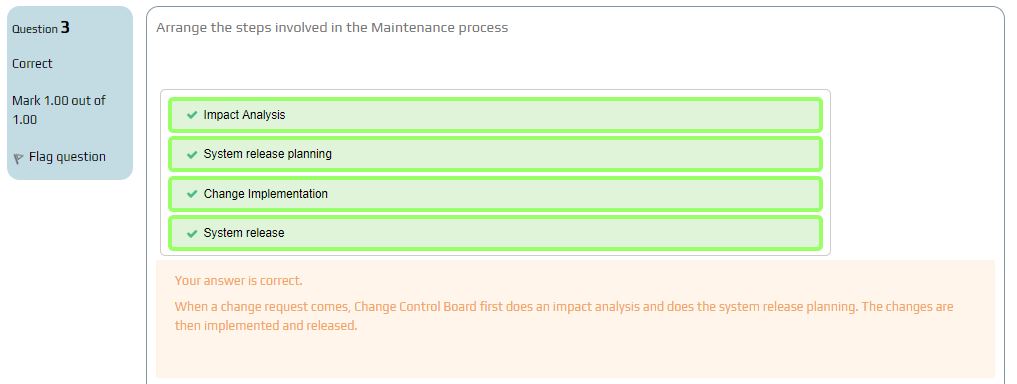 Question 3
Correct
Mark 1.00 out of
1.00
Flag question
Arrange the steps involved in the Maintenance process
Impact Analysis
System release planning
Change Implementation
System release
Your answer is correct.
When a change request comes, Change Control Board first does an impact analysis and does the system release planning. The changes are
then implemented and released.